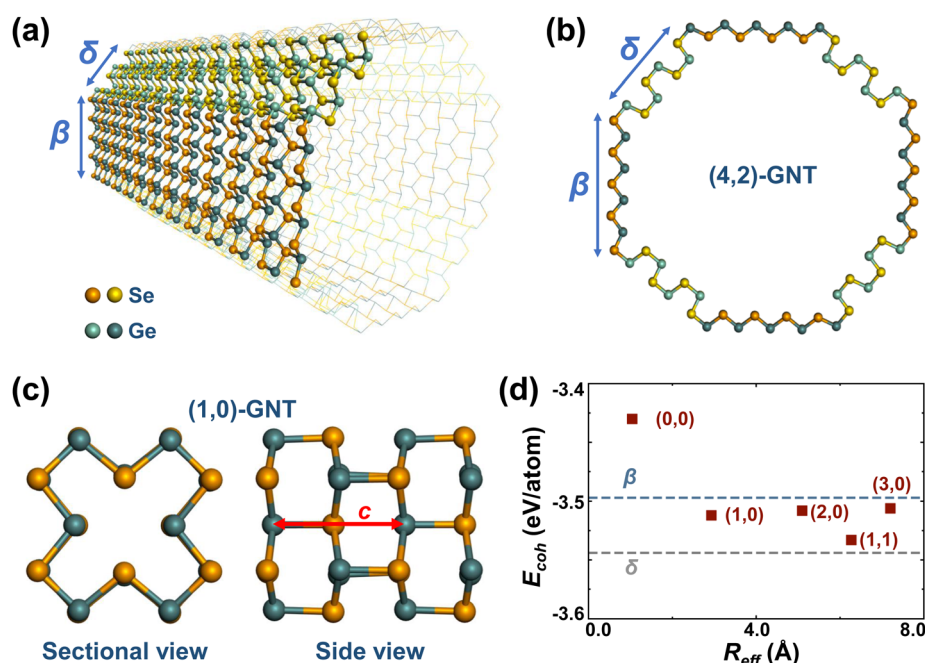 (a)
δ
β
Se
Ge
(b)
δ
β
(4,2)-GNT
(c)
(1,0)-GNT
c
Sectional view
Side view
(d)
E_coh (eV/atom)
-3.4
-3.5
-3.6
(0,0)
β
(3,0)
(1,0)
(2,0)
(1,1)
δ
0.0
4.0
8.0
R_eff (Å)